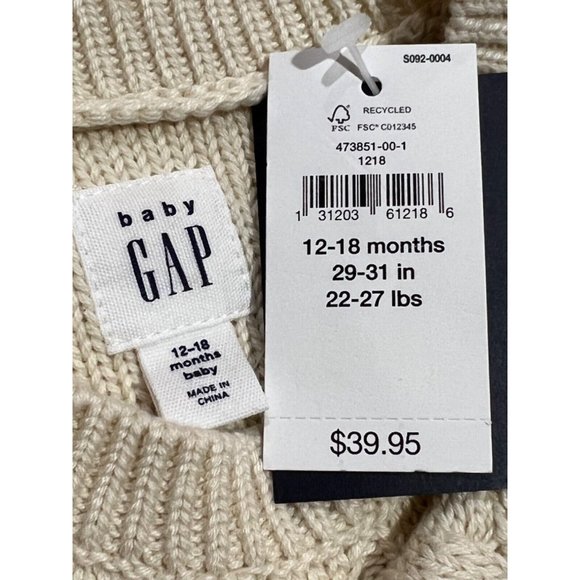 baby
GAP
12-18
months
baby
MADE IN
CHINA
S092-0004
FSC
RECYCLED
FSC® C012345
473851-00-1
1218
1 31203 61218 6
12-18 months
29-31 in
22-27 lbs
$39.95